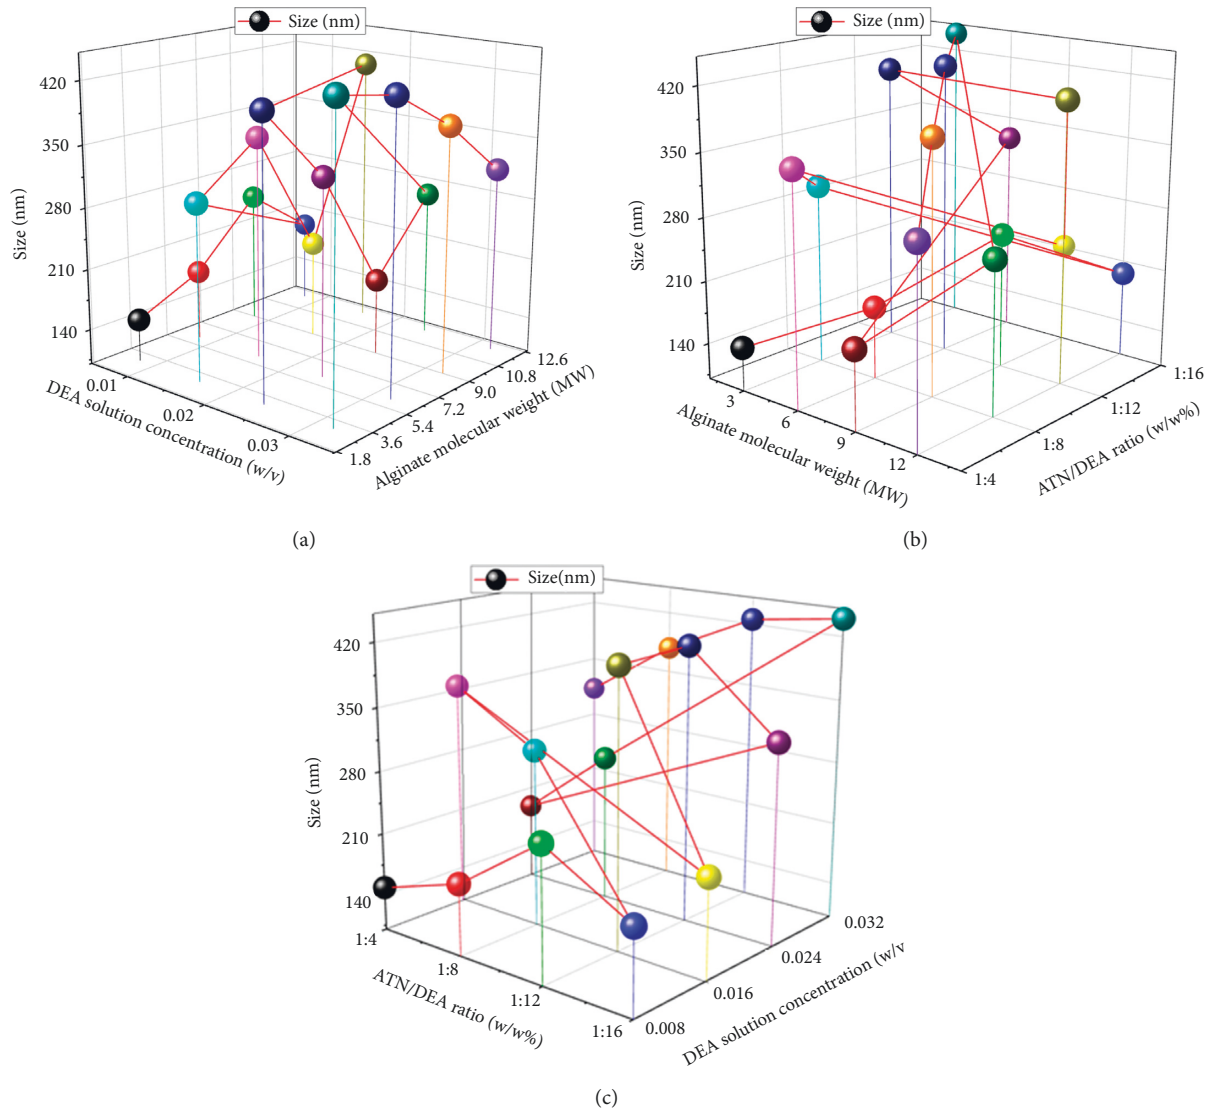 Size (nm)
420
350
280
210
140
Size (nm)
0.01
0.02
0.03
DEA solution concentration (w/v)
1.8
3.6
5.4
7.2
9.0
10.8
12.6
Alginate molecular weight (MW)
(a)
Size (nm)
420
350
280
210
140
Size (nm)
3
6
9
12
Alginate molecular weight (MW)
1:4
1:8
1:12
1:16
ATN/DEA ratio (w/w%)
(b)
Size(nm)
420
350
280
210
140
Size (nm)
1:4
1:8
1:12
1:16
ATN/DEA ratio (w/w%)
0.008
0.016
0.024
0.032
DEA solution concentration (w/v
(c)